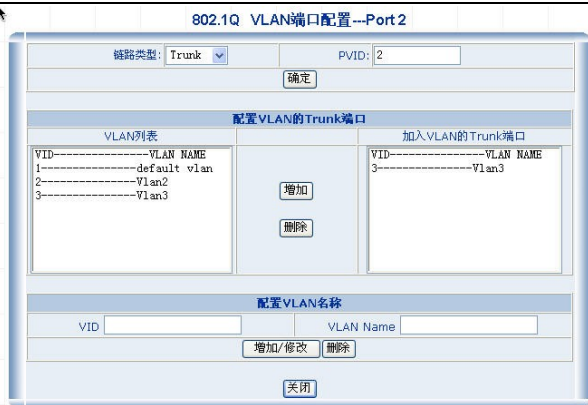 802.1Q VLAN端口配置---Port 2
链路类型: Trunk PVID: 2
确定
配置VLAN的Trunk端口
VLAN列表 加入VLAN的Trunk端口
VID---------------VLAN NAME VID---------------VLAN NAME
1---------------default vlan 3---------------Vlan3
2---------------Vlan2
3---------------Vlan3
增加
删除
配置VLAN名称
VID VLAN Name
增加/修改 删除
关闭